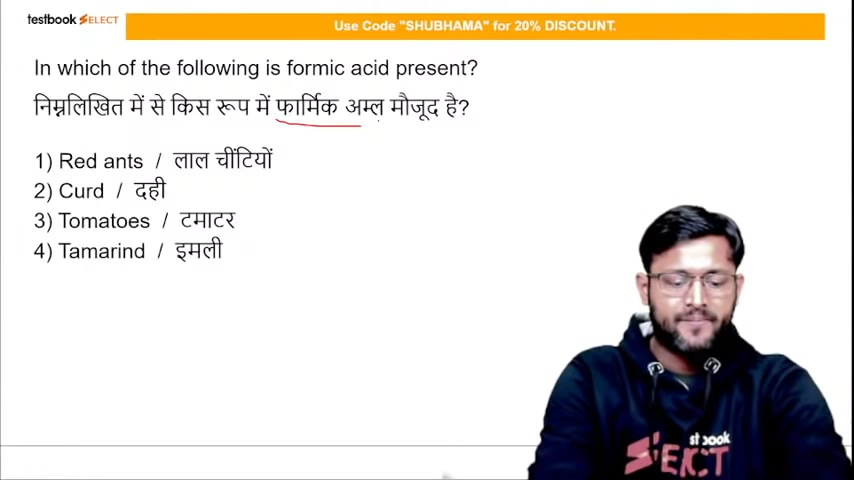 testbook SELECT
Use Code "SHUBHAMA" for 20% DISCOUNT.
In which of the following is formic acid present?
निम्नलिखित में से किस रूप में फार्मिक अम्ल मौजूद है?
1) Red ants / लाल चींटियों
2) Curd / दही
3) Tomatoes / टमाटर
4) Tamarind / इमली
book